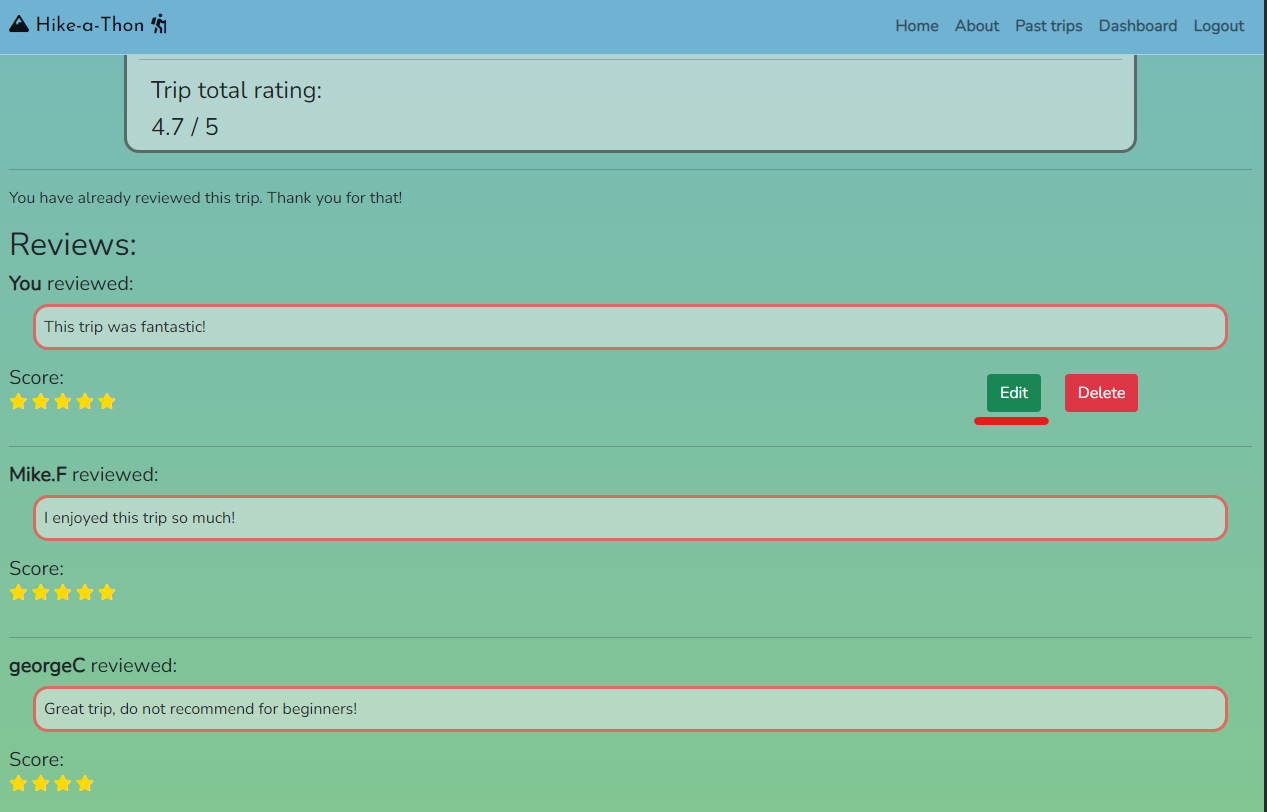 Hike-a-Thon
Home About Past trips Dashboard Logout
Trip total rating:
4.7 / 5
You have already reviewed this trip. Thank you for that!
Reviews:
You reviewed:
This trip was fantastic!
Score:
Edit Delete
Mike.F reviewed:
I enjoyed this trip so much!
Score:
georgeC reviewed:
Great trip, do not recommend for beginners!
Score: